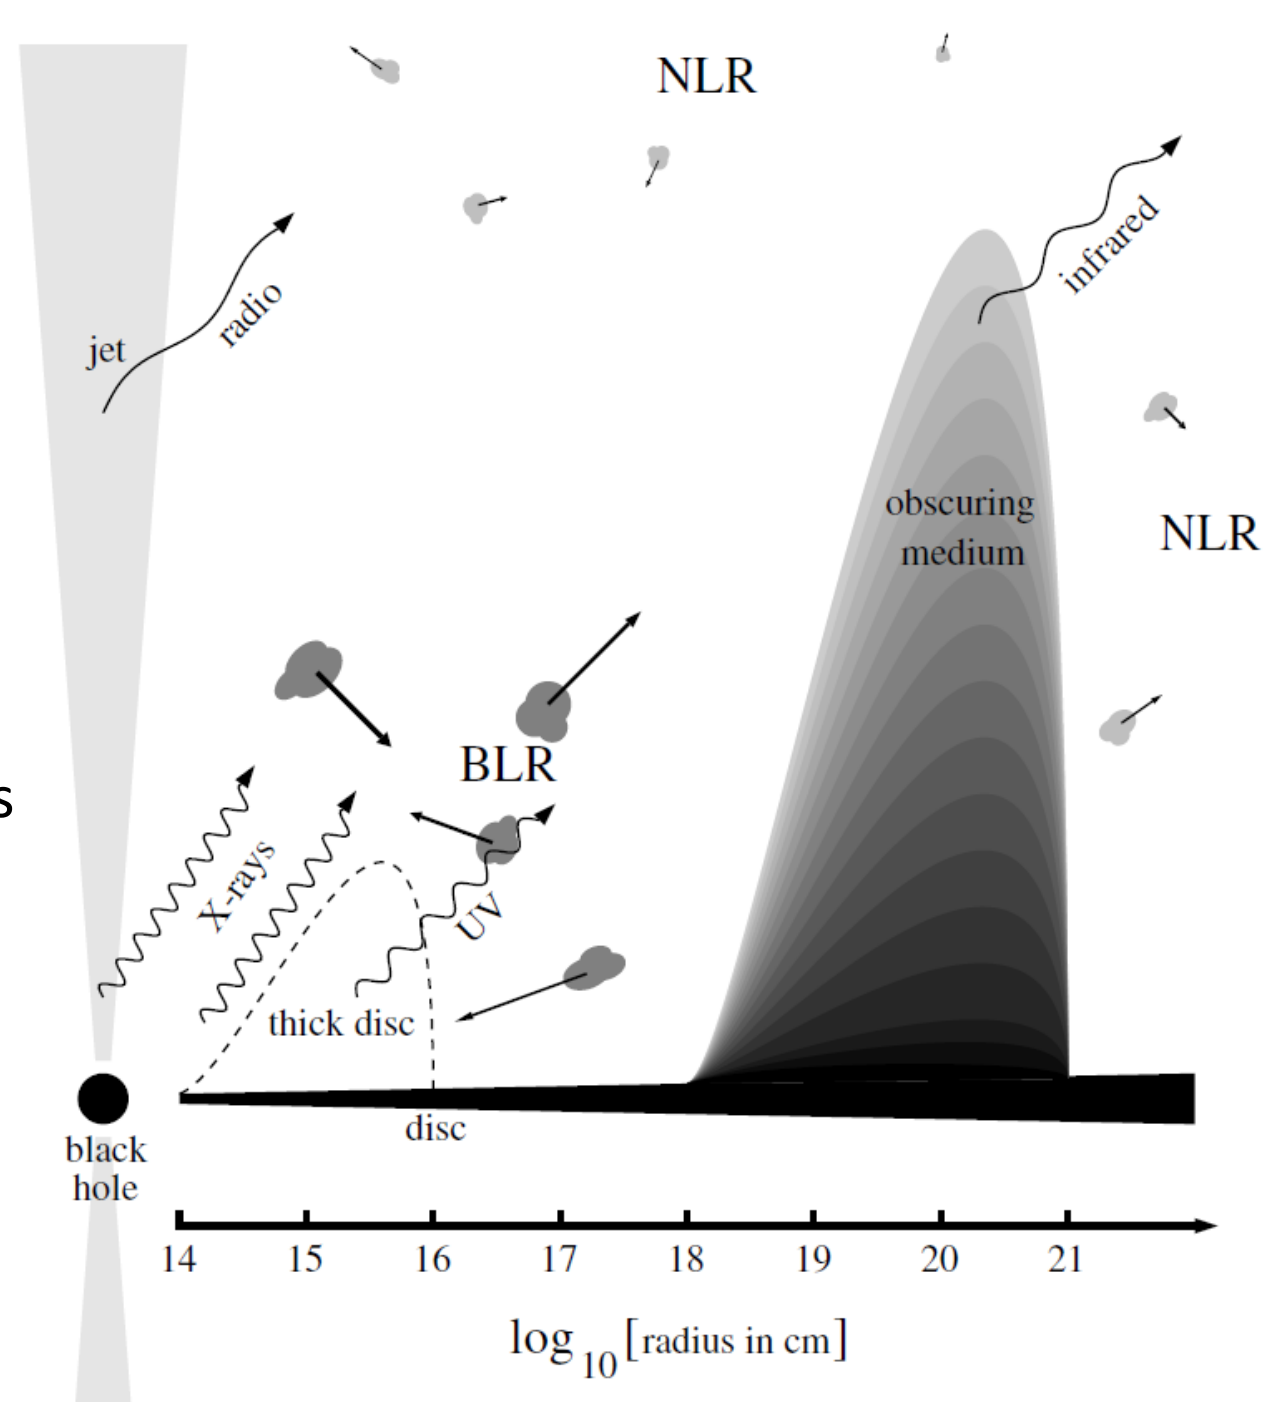 NLR
infrared
radio
jet
obscuring
medium
NLR
BLR
s
X-rays
UV
thick disc
disc
black
hole
14 15 16 17 18 19 20 21
log10[radius in cm]